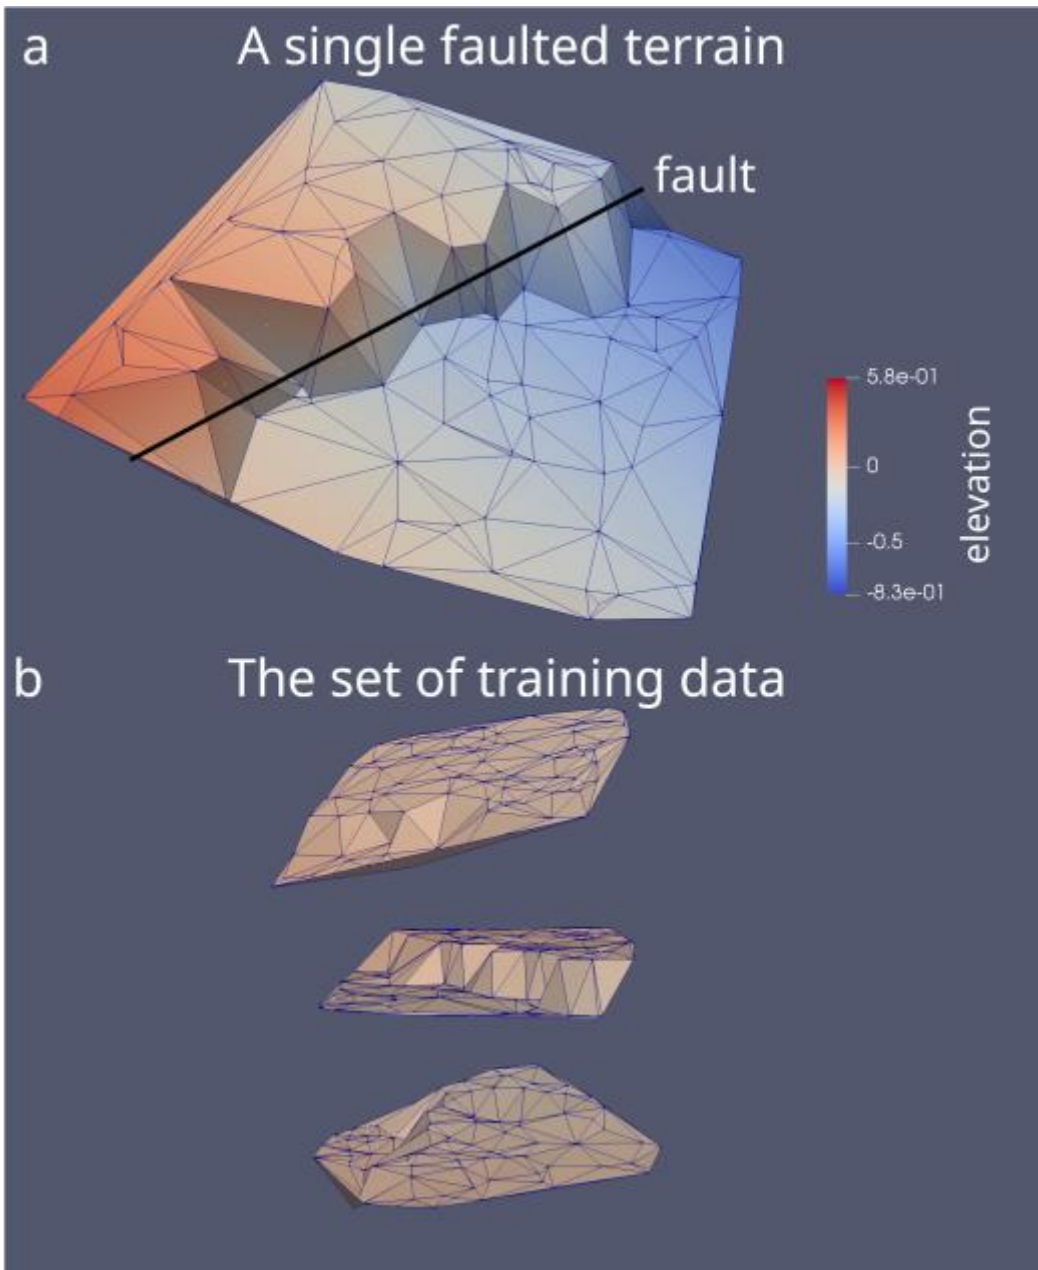 a
A single faulted terrain
fault
5.8e-01
0
-0.5
-8.3e-01
elevation
b
The set of training data